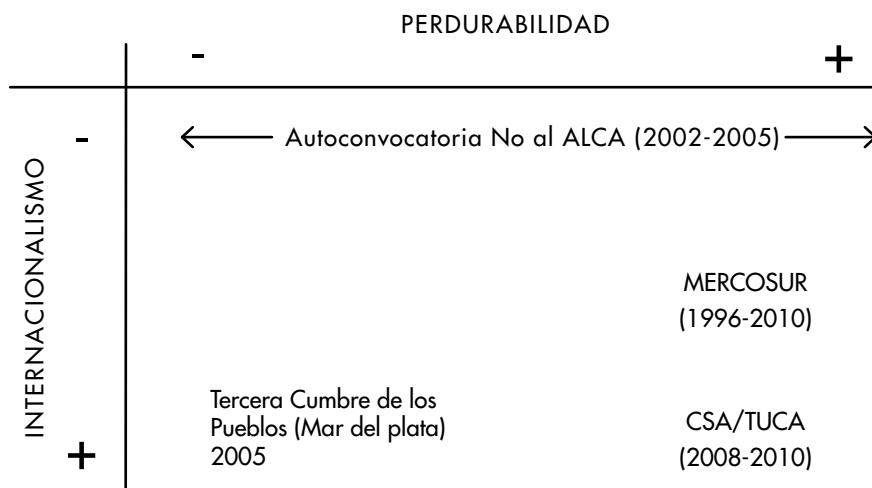 PERDURABILIDAD
- +
INTERNACIONALISMO
-
Autoconvocatoria No al ALCA (2002-2005)
MERCOSUR
(1996-2010)
Tercera Cumbre de los
Pueblos (Mar del plata)
2005
CSA/TUCA
(2008-2010)
+